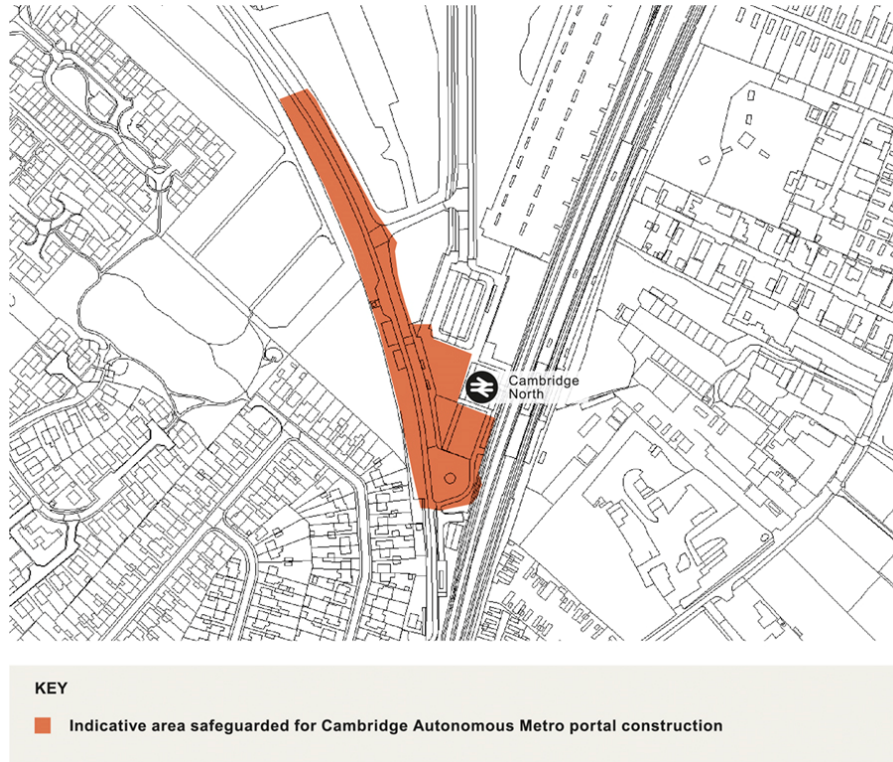 Cambridge
North
KEY
Indicative area safeguarded for Cambridge Autonomous Metro portal construction